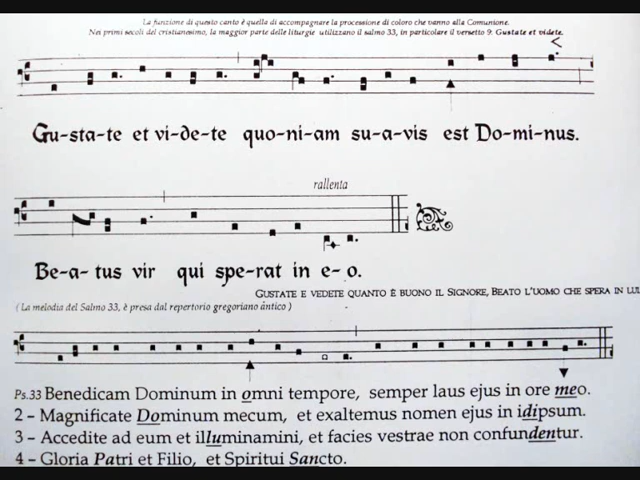 La funzione di questo canto è quella di accompagnare la processione di coloro che vanno alla Comunione.
Nei primi secoli del cristianesimo, la maggior parte delle liturgie utilizzano il salmo 33, in particolare il versetto 9: Gustate et videte.
Gu-sta-te et vi-de-te quo-ni-am su-a-vis est Do-mi-nus.
rallenta
Be-a-tus vir qui spe-rat in e-o.
GUSTATE E VEDETE QUANTO È BUONO IL SIGNORE, BEATO L'UOMO CHE SPERA IN LUI
( La melodia del Salmo 33, è presa dal repertorio gregoriano antico )
Ps.33 Benedicam Dominum in omni tempore, semper laus ejus in ore meo.
2 – Magnificate Dominum mecum, et exaltemus nomen ejus in idipsum.
3 – Accedite ad eum et illuminamini, et facies vestrae non confundentur.
4 – Gloria Patri et Filio, et Spiritui Sancto.